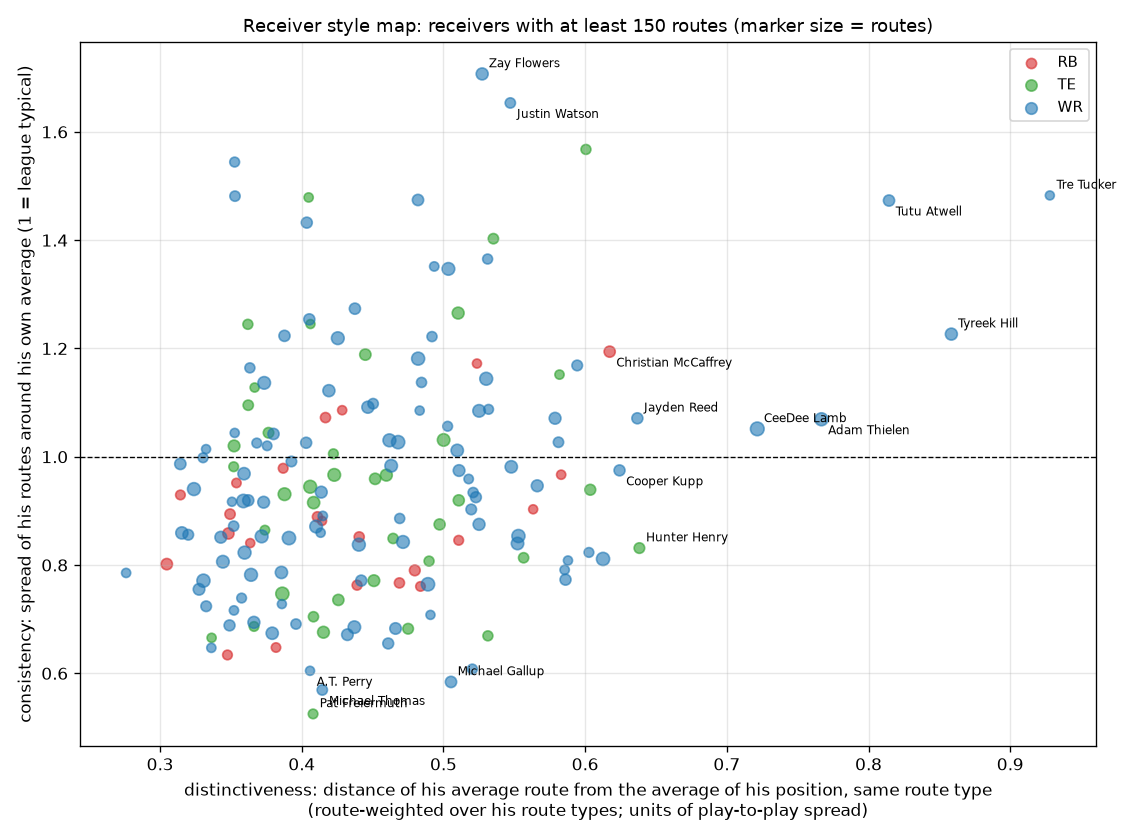 Receiver style map: receivers with at least 150 routes (marker size = routes)
consistency: spread of his routes around his own average (1 = league typical)
1.6
1.4
1.2
1.0
0.8
0.6
RB
TE
WR
Zay Flowers
Justin Watson
Tre Tucker
Tutu Atwell
Tyreek Hill
Christian McCaffrey
Jayden Reed
CeeDee Lamb
Adam Thielen
Cooper Kupp
Hunter Henry
Michael Gallup
A.T. Perry
Michael Thomas
Pat Freiermuth
0.3 0.4 0.5 0.6 0.7 0.8 0.9
distinctiveness: distance of his average route from the average of his position, same route type
(route-weighted over his route types; units of play-to-play spread)